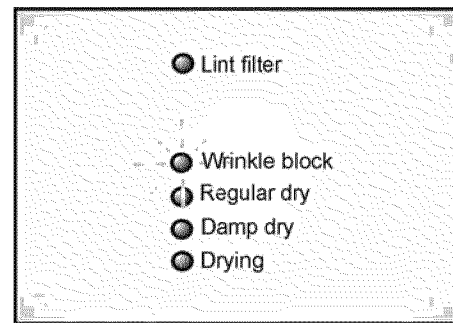 Lint filter
Wrinkle block
Regular dry
Damp dry
Drying